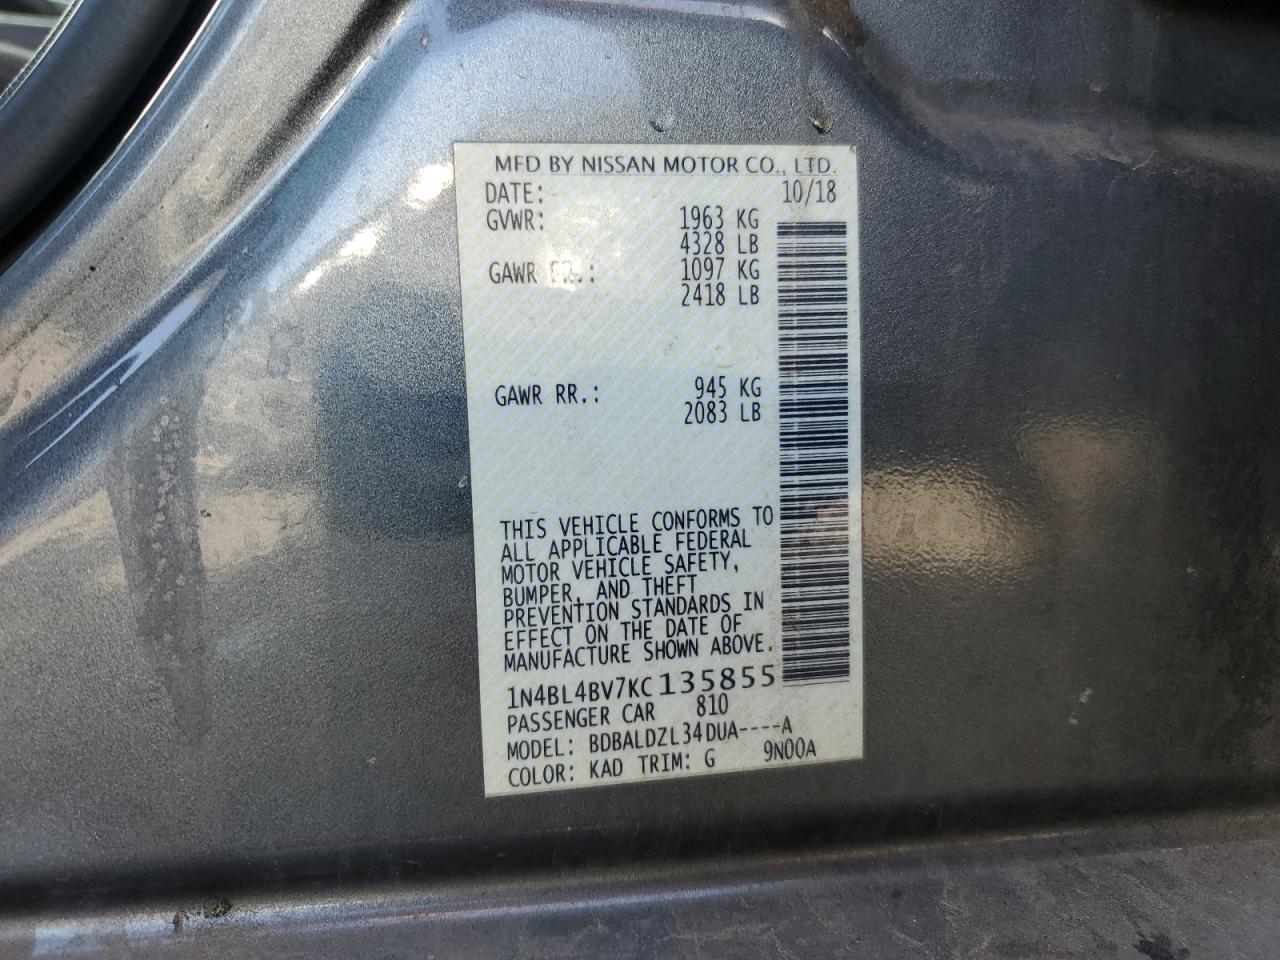 MFD BY NISSAN MOTOR CO., LTD.
DATE: 10/18
GVWR: 1963 KG
4328 LB
GAWR FR.: 1097 KG
2418 LB
GAWR RR.: 945 KG
2083 LB
THIS VEHICLE CONFORMS TO
ALL APPLICABLE FEDERAL
MOTOR VEHICLE SAFETY,
BUMPER, AND THEFT
PREVENTION STANDARDS IN
EFFECT ON THE DATE OF
MANUFACTURE SHOWN ABOVE.
1N4BL4BV7KC135855
PASSENGER CAR 810
MODEL: BDBALDZL34DUA----A
COLOR: KAD TRIM: G 9N00A